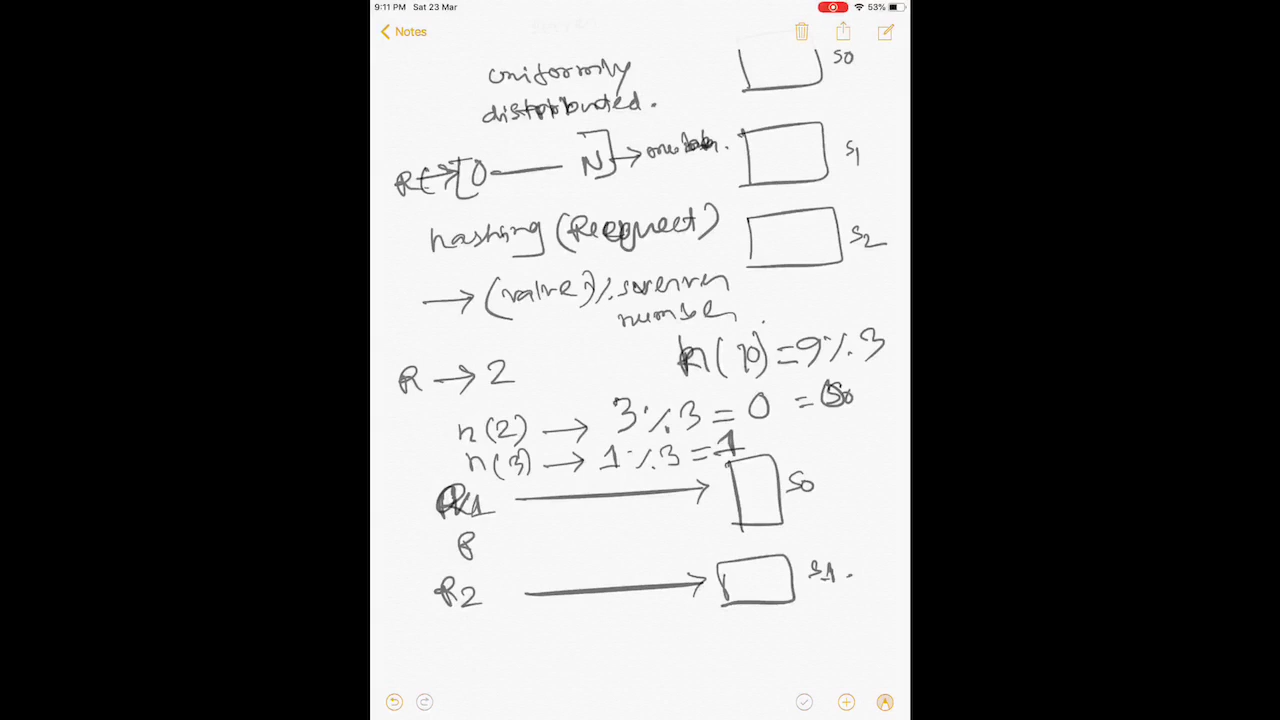 9:11 PM Sat 23 Mar 53%
Notes
uniformly
distributed.
S0
R → [0 — N] → one
S1
hashing (Request)
S2
→ (value) % server
number
h(10) = 9 % 3
R → 2
h(2) → 3 % 3 = 0 = S0
h(3) → 1 % 3 = 1
R1 → S0
R
R2 → S1.